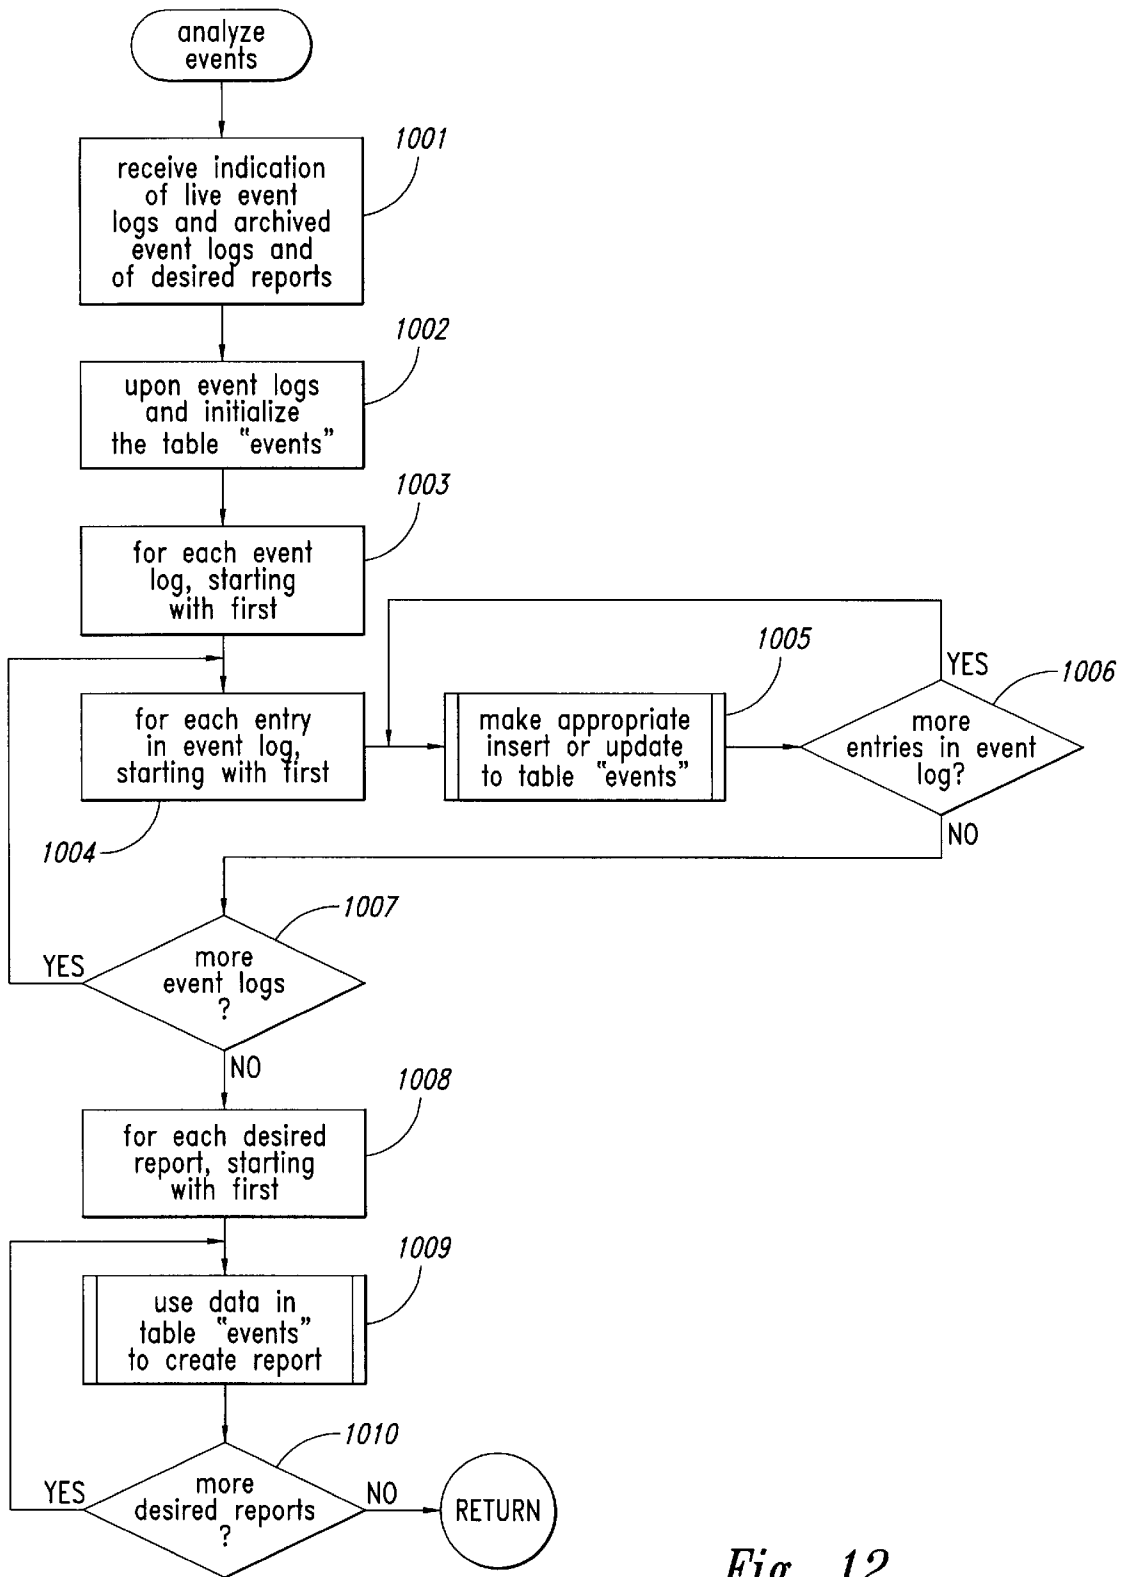 analyze
events
1001
receive indication
of live event
logs and archived
event logs and
of desired reports
1002
upon event logs
and initialize
the table "events"
1003
for each event
log, starting
with first
1004
for each entry
in event log,
starting with first
1005
make appropriate
insert or update
to table "events"
YES
1006
more
entries in event
log?
NO
1007
YES
more
event logs
?
NO
1008
for each desired
report, starting
with first
1009
use data in
table "events"
to create report
1010
YES
more
desired reports
?
NO
RETURN
Fig. 12